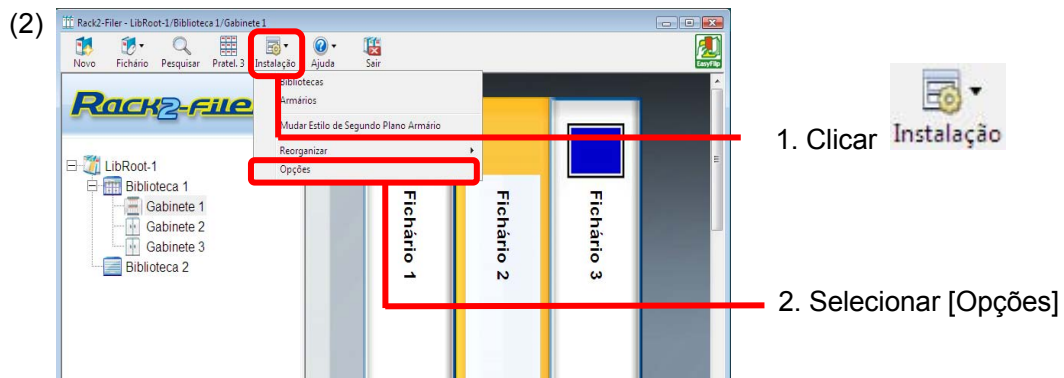 (2)
Rack2-Filer - LibRoot-1/Biblioteca 1/Gabinete 1
Novo Fichário Pesquisar Pratel. 3 Instalação Ajuda Sair EasyFlip
Rack2-Filer
Bibliotecas
Armários
Mudar Estilo de Segundo Plano Armário
Reorganizar
Opções
LibRoot-1
Biblioteca 1
Gabinete 1
Gabinete 2
Gabinete 3
Biblioteca 2
Fichário 1
Fichário 2
Fichário 3
1. Clicar Instalação
2. Selecionar [Opções]